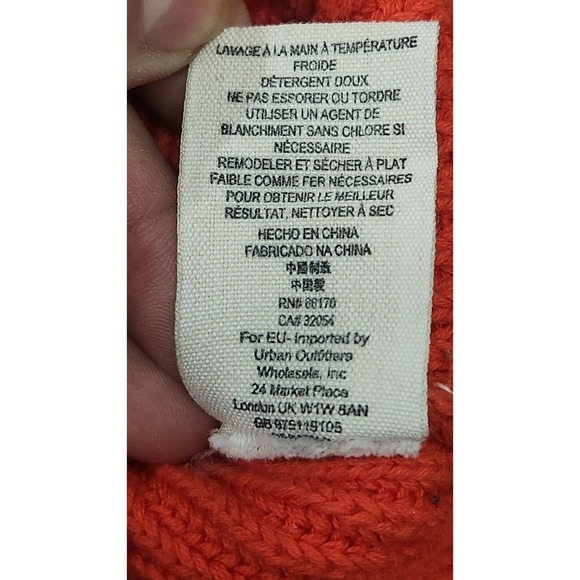 LAVAGE À LA MAIN À TEMPÉRATURE
FROIDE
DÉTERGENT DOUX
NE PAS ESPORER OU TORDRE
UTILISER UN AGENT DE
BLANCHIMENT SANS CHLORE SI
NÉCESSAIRE
REMODELER ET SÉCHER À PLAT
FAIBLE COMME FER NÉCESSAIRES
POUR OBTENIR LE MEILLEUR
RÉSULTAT, NETTOYER À SEC
HECHO EN CHINA
FABRICADO NA CHINA
中國制造
中国製
RN# 66170
CA# 32054
For EU- Imported by
Urban Outfitters
Wholesale, Inc
24 Market Place
London UK W1W 8AN
GB 975119105